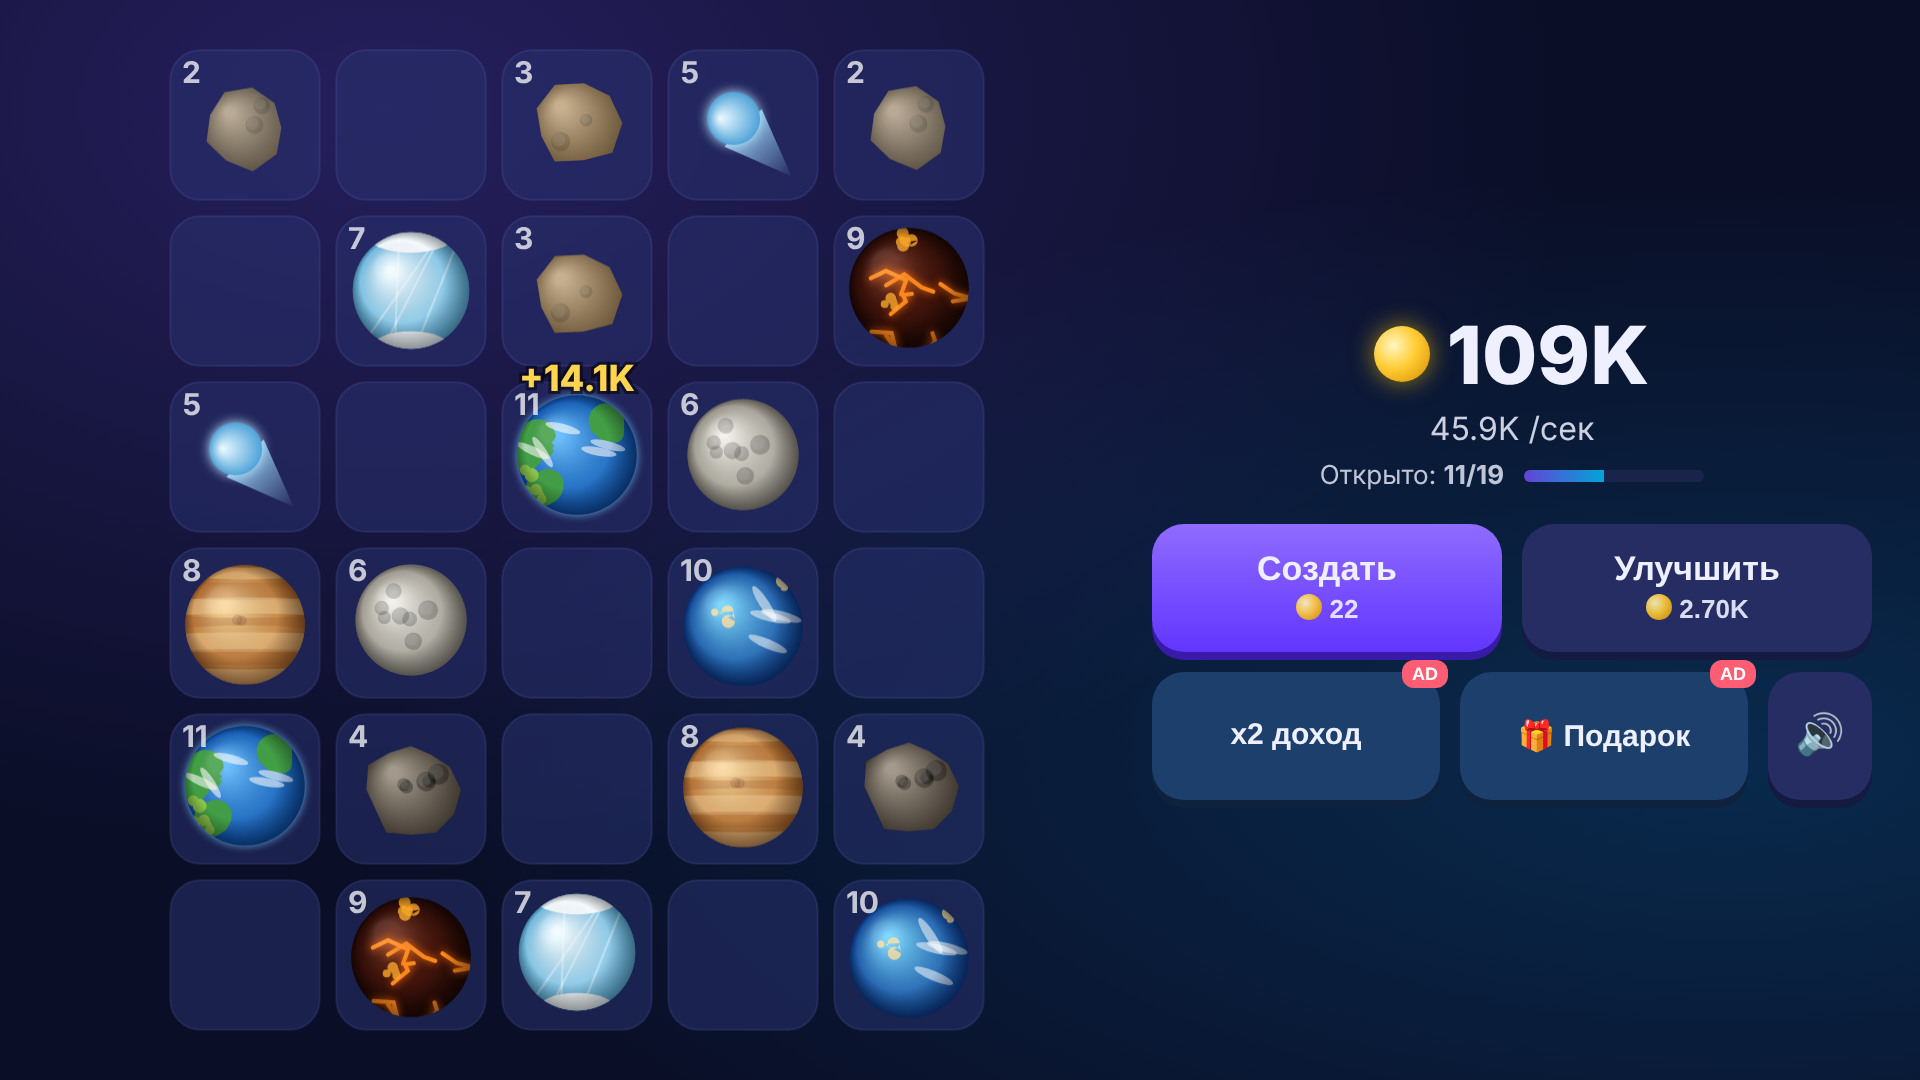 2 3 5 2
7 3 9
+14.1K
5 11 6
8 6 10
11 4 8 4
9 7 10
109K
45.9K /сек
Открыто: 11/19
Создать
22
Улучшить
2.70K
AD
x2 доход
AD
Подарок